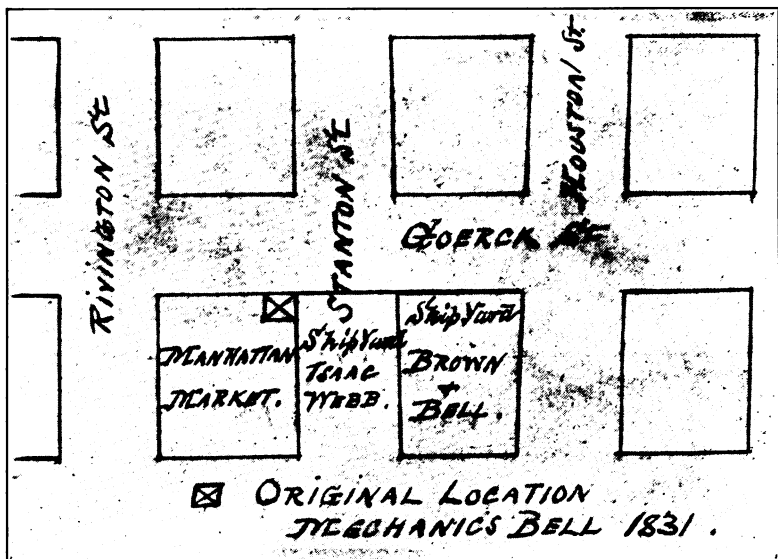 RIVINGTON St
STANTON St
HOUSTON St
GOERCK St
MANHATTAN
MARKET.
Ship Yard
ISAAC
WEBB.
Ship Yard
BROWN
+
BELL.
ORIGINAL LOCATION
MECHANICS BELL 1831.